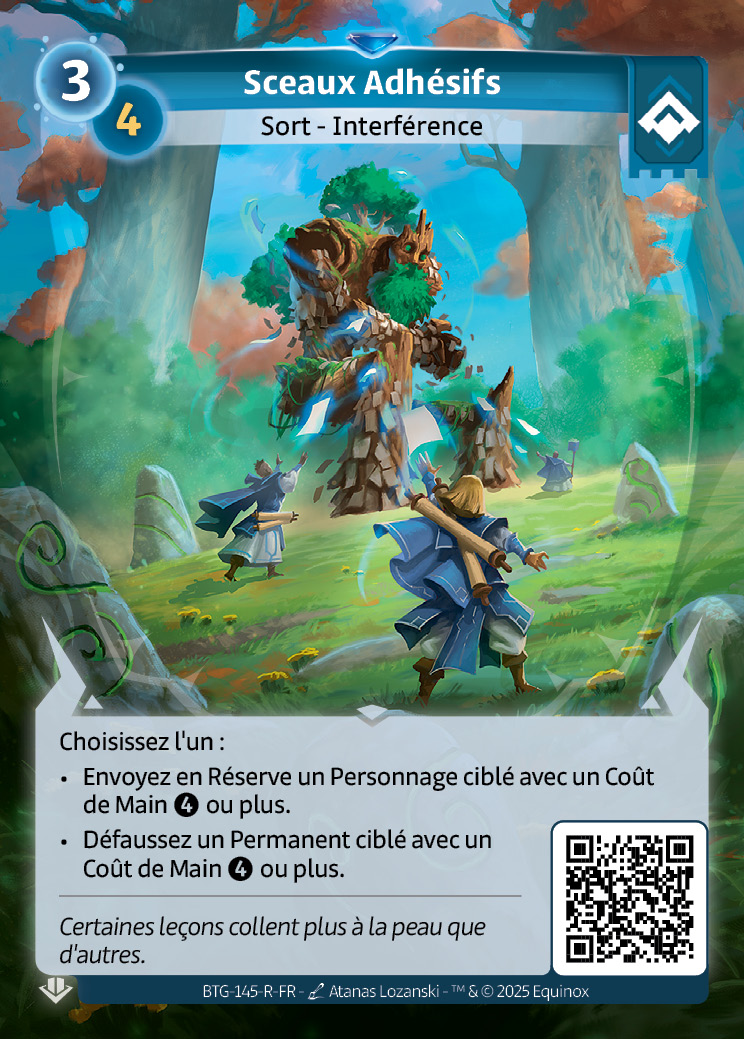 3
Sceaux Adhésifs
4
Sort - Interférence
Choisissez l'un :
• Envoyez en Réserve un Personnage ciblé avec un Coût
de Main 4 ou plus.
• Défaussez un Permanent ciblé avec un
Coût de Main 4 ou plus.
Certaines leçons collent plus à la peau que
d'autres.
BTG-145-R-FR - Atanas Lozanski - ™ & © 2025 Equinox